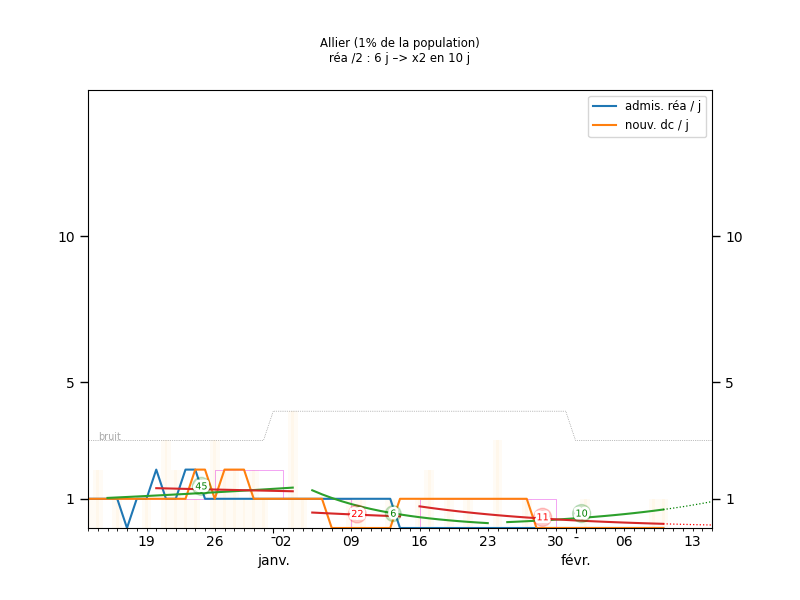 Allier (1% de la population)
réa /2 : 6 j –> x2 en 10 j
admis. réa / j
nouv. dc / j
10 10
5 5
bruit
45
1 1
22 6 11 10
19 26 02 09 16 23 30 06 13
janv. févr.